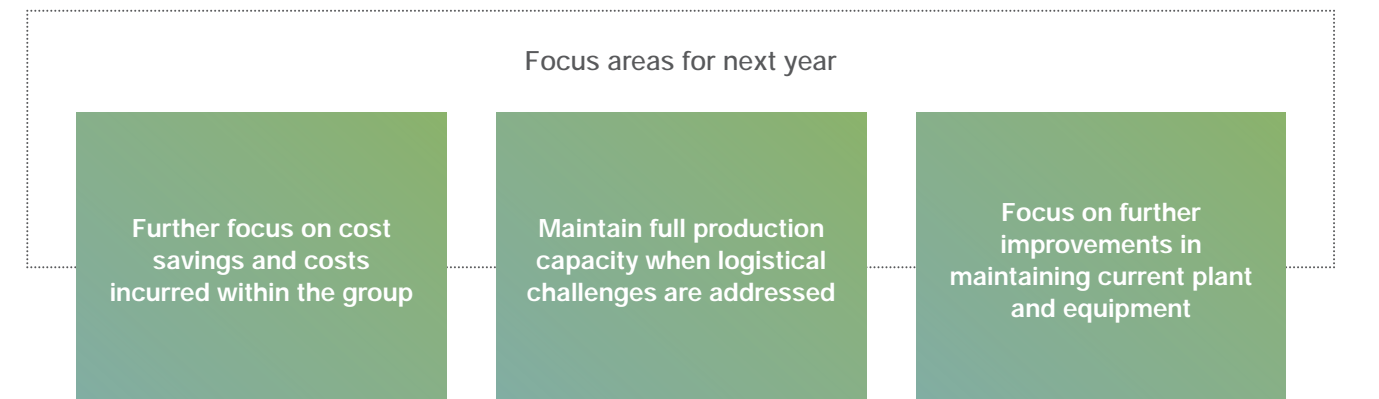 Focus areas for next year
Further focus on cost
savings and costs
incurred within the group
Maintain full production
capacity when logistical
challenges are addressed
Focus on further
improvements in
maintaining current plant
and equipment